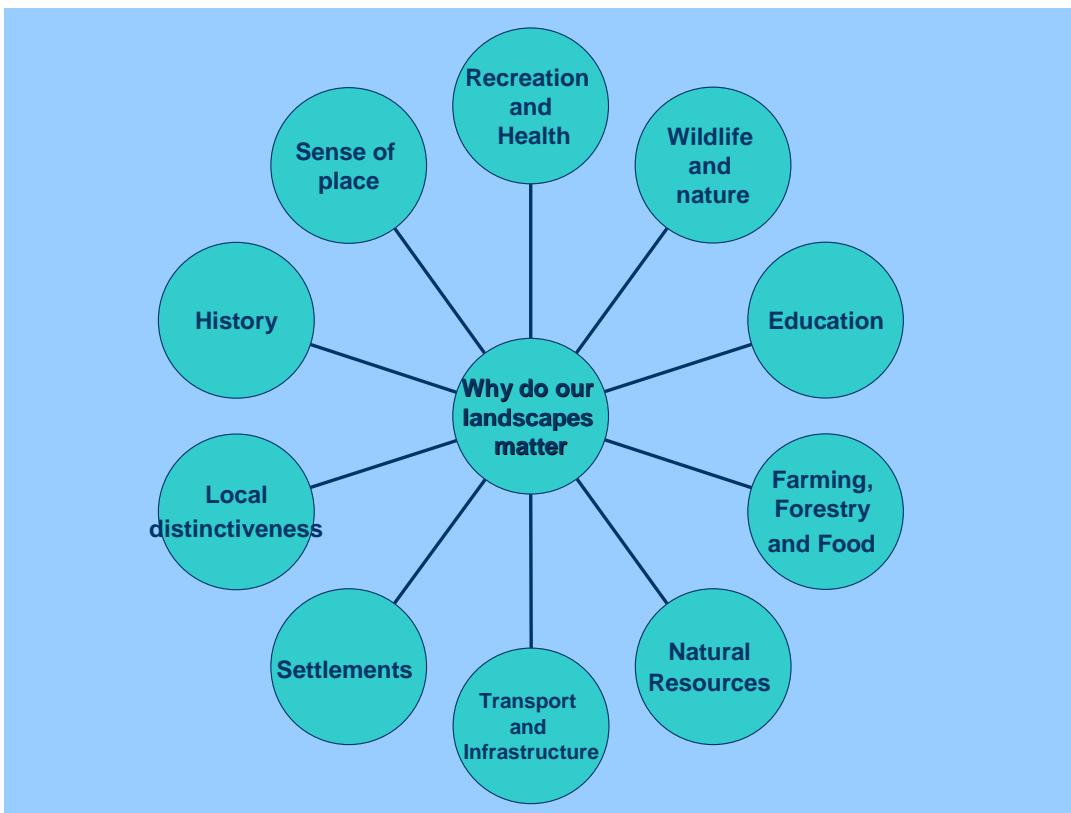 Recreation
and
Health
Wildlife
and
nature
Education
Farming,
Forestry
and Food
Natural
Resources
Transport
and
Infrastructure
Settlements
Local
distinctiveness
History
Sense of
place
Why do our
landscapes
matter